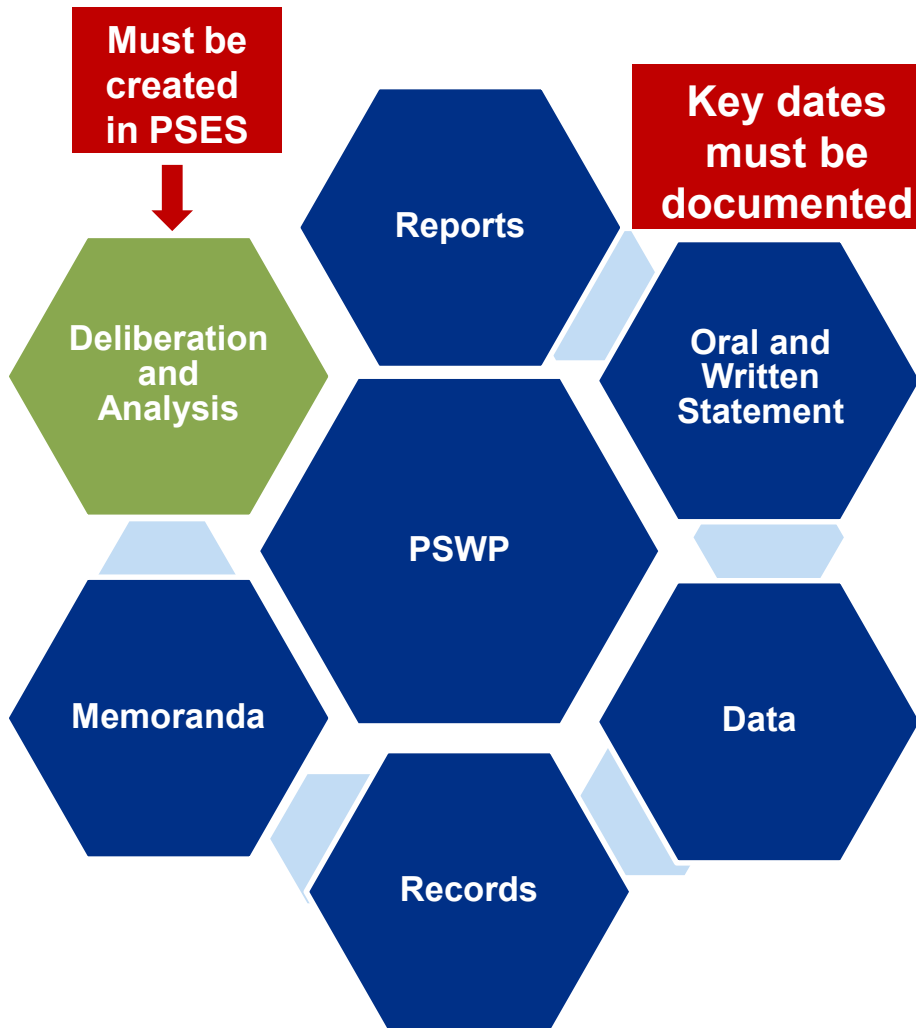 Must be
created
in PSES
Key dates
must be
documented
Reports
Deliberation
and
Analysis
Oral and
Written
Statement
PSWP
Memoranda
Data
Records